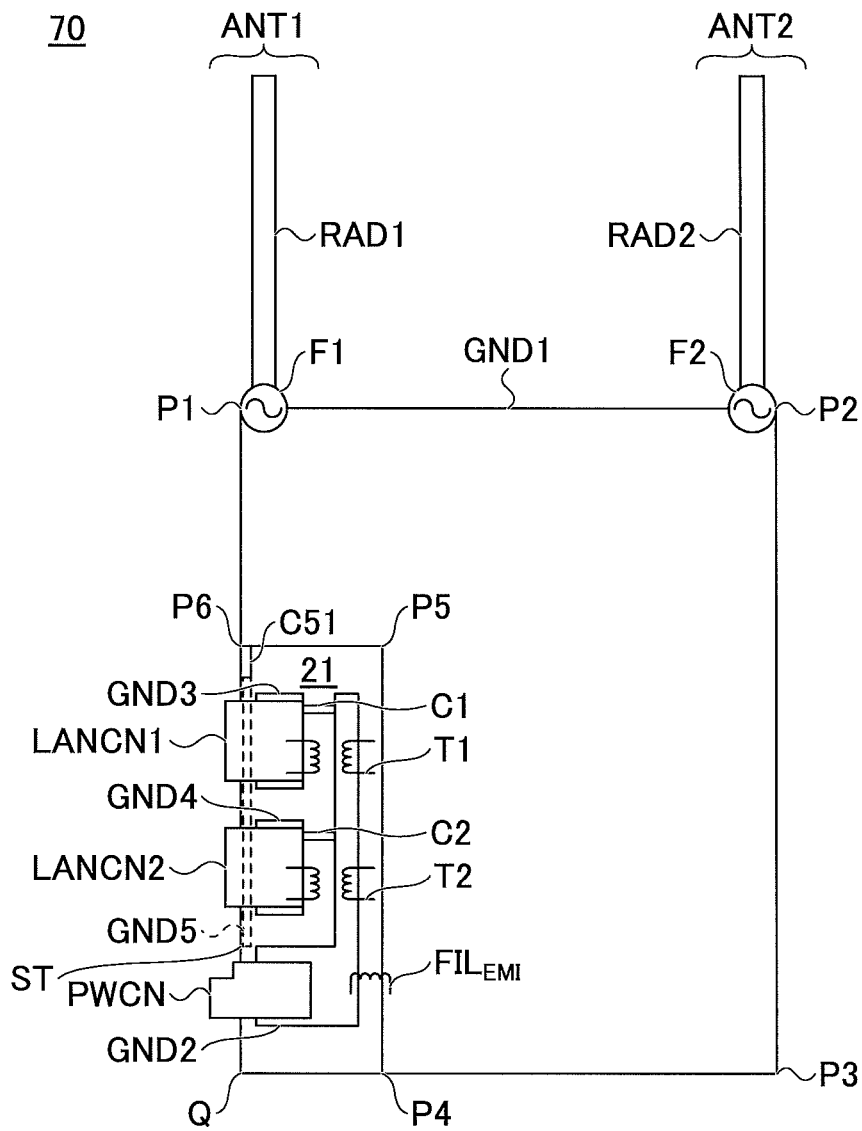 70
ANT1
ANT2
RAD1
RAD2
F1
GND1
F2
P1
P2
P6
C51
P5
21
GND3
C1
LANCN1
T1
GND4
C2
LANCN2
T2
GND5
ST
FILEMI
PWCN
GND2
P3
Q
P4